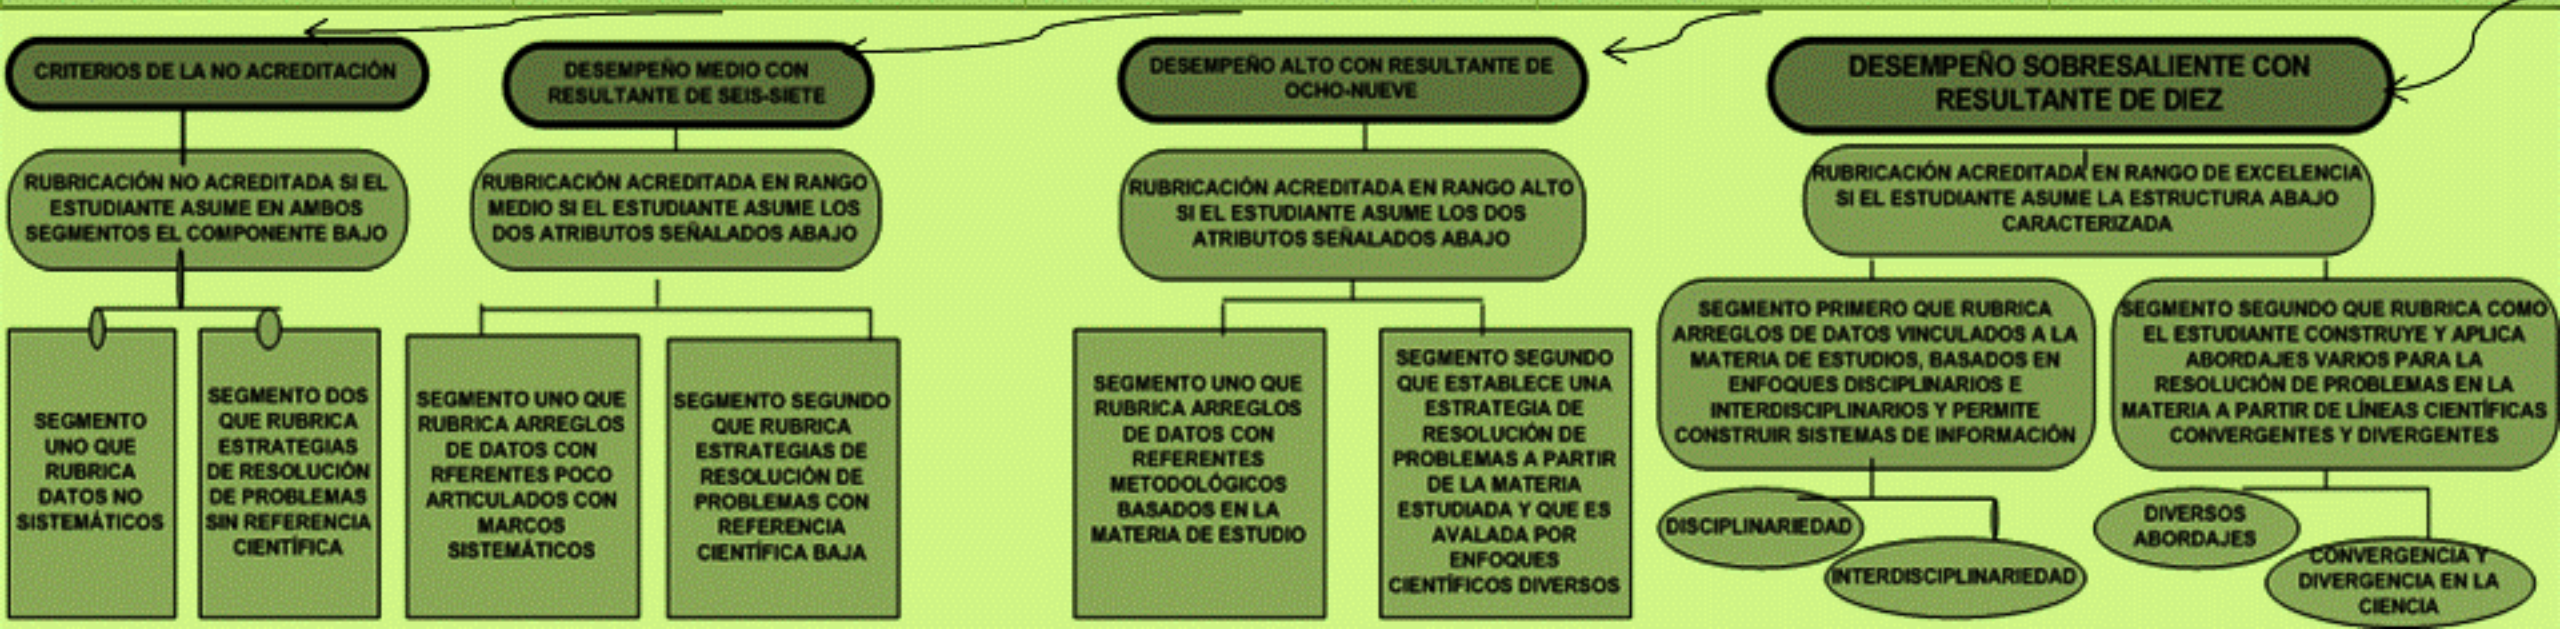 CRITERIOS DE LA NO ACREDITACIÓN
RUBRICACIÓN NO ACREDITADA SI EL
ESTUDIANTE ASUME EN AMBOS
SEGMENTOS EL COMPONENTE BAJO
SEGMENTO
UNO QUE
RUBRICA
DATOS NO
SISTEMÁTICOS
SEGMENTO DOS
QUE RUBRICA
ESTRATEGIAS
DE RESOLUCIÓN
DE PROBLEMAS
SIN REFERENCIA
CIENTÍFICA
DESEMPEÑO MEDIO CON
RESULTANTE DE SEIS-SIETE
RUBRICACIÓN ACREDITADA EN RANGO
MEDIO SI EL ESTUDIANTE ASUME LOS
DOS ATRIBUTOS SEÑALADOS ABAJO
SEGMENTO UNO QUE
RUBRICA ARREGLOS
DE DATOS CON
RFERENTES POCO
ARTICULADOS CON
MARCOS
SISTEMÁTICOS
SEGMENTO SEGUNDO
QUE RUBRICA
ESTRATEGIAS DE
RESOLUCIÓN DE
PROBLEMAS CON
REFERENCIA
CIENTÍFICA BAJA
DESEMPEÑO ALTO CON RESULTANTE DE
OCHO-NUEVE
RUBRICACIÓN ACREDITADA EN RANGO ALTO
SI EL ESTUDIANTE ASUME LOS DOS
ATRIBUTOS SEÑALADOS ABAJO
SEGMENTO UNO QUE
RUBRICA ARREGLOS
DE DATOS CON
REFERENTES
METODOLÓGICOS
BASADOS EN LA
MATERIA DE ESTUDIO
SEGMENTO SEGUNDO
QUE ESTABLECE UNA
ESTRATEGIA DE
RESOLUCIÓN DE
PROBLEMAS A PARTIR
DE LA MATERIA
ESTUDIADA Y QUE ES
AVALADA POR
ENFOQUES
CIENTÍFICOS DIVERSOS
DESEMPEÑO SOBRESALIENTE CON
RESULTANTE DE DIEZ
RUBRICACIÓN ACREDITADA EN RANGO DE EXCELENCIA
SI EL ESTUDIANTE ASUME LA ESTRUCTURA ABAJO
CARACTERIZADA
SEGMENTO PRIMERO QUE RUBRICA
ARREGLOS DE DATOS VINCULADOS A LA
MATERIA DE ESTUDIOS, BASADOS EN
ENFOQUES DISCIPLINARIOS E
INTERDISCIPLINARIOS Y PERMITE
CONSTRUIR SISTEMAS DE INFORMACIÓN
DISCIPLINARIEDAD
INTERDISCIPLINARIEDAD
SEGMENTO SEGUNDO QUE RUBRICA COMO
EL ESTUDIANTE CONSTRUYE Y APLICA
ABORDAJES VARIOS PARA LA
RESOLUCIÓN DE PROBLEMAS EN LA
MATERIA A PARTIR DE LÍNEAS CIENTÍFICAS
CONVERGENTES Y DIVERGENTES
DIVERSOS
ABORDAJES
CONVERGENCIA Y
DIVERGENCIA EN LA
CIENCIA